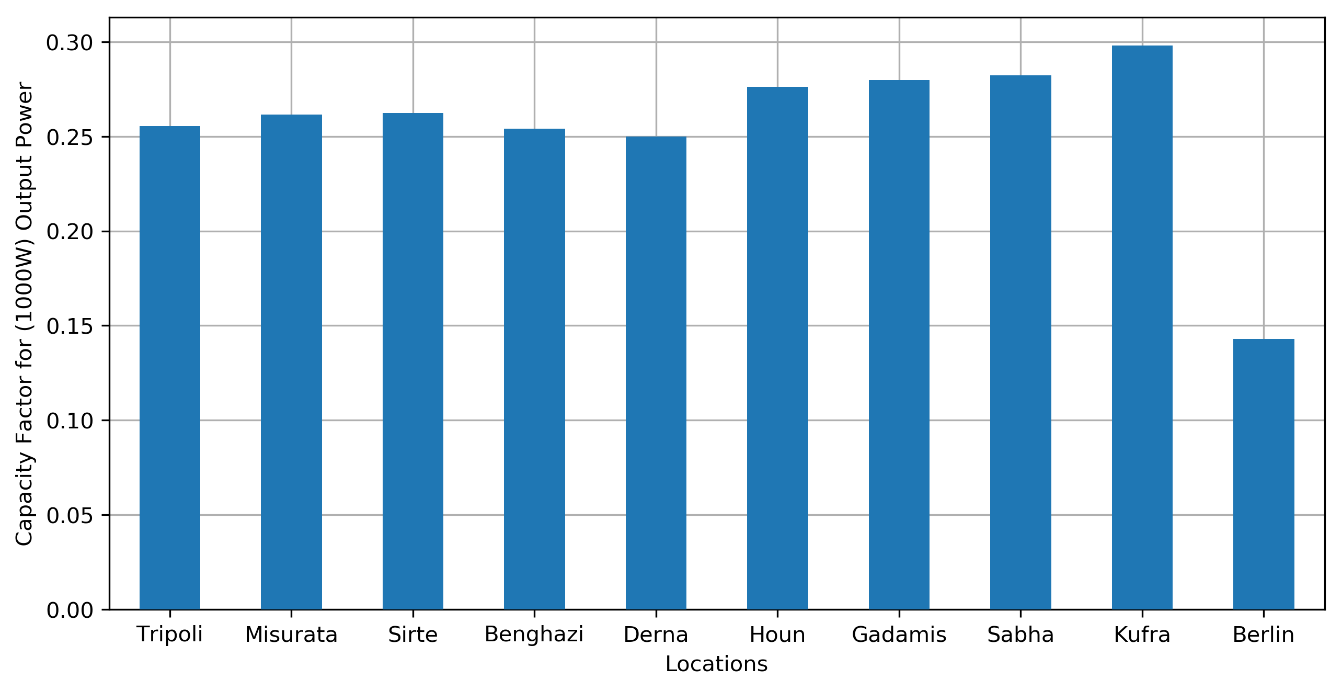 Capacity Factor for (1000W) Output Power
0.30
0.25
0.20
0.15
0.10
0.05
0.00
Tripoli Misurata Sirte Benghazi Derna Houn Gadamis Sabha Kufra Berlin
Locations